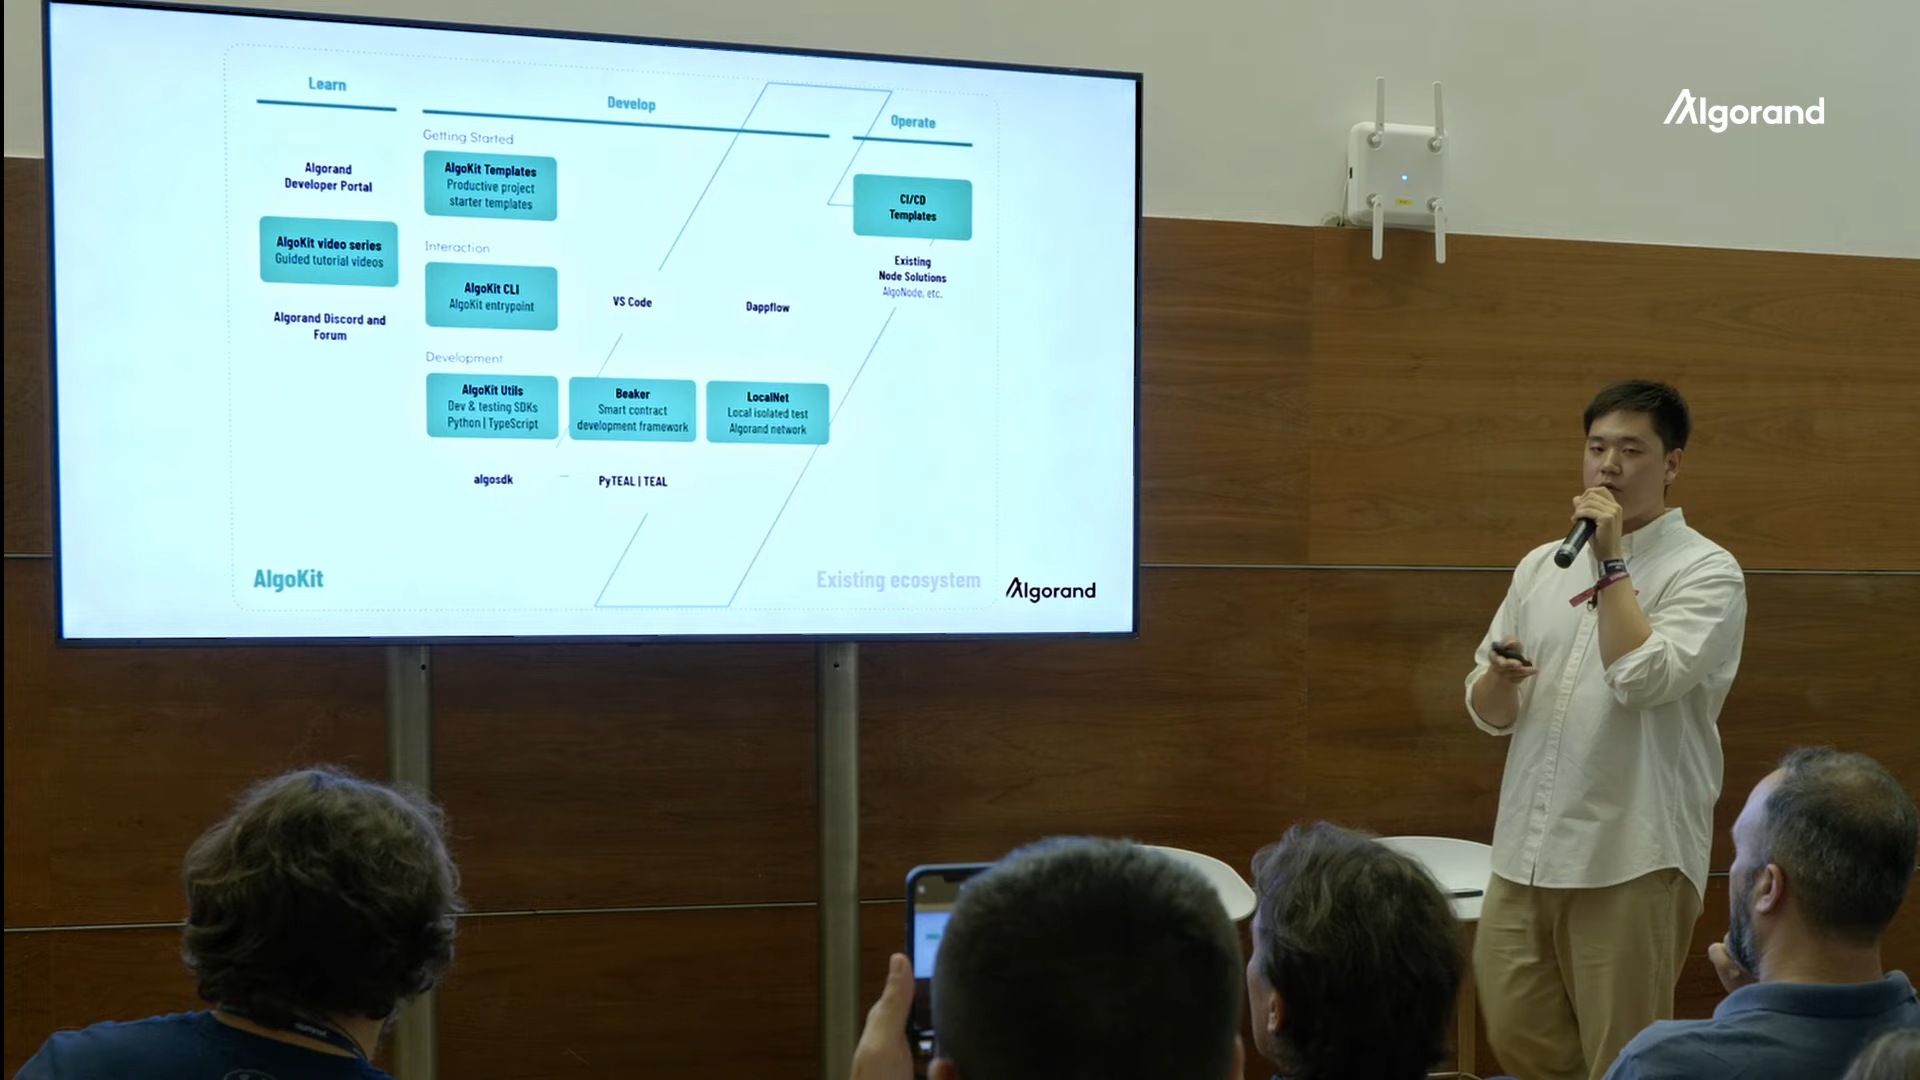 Learn
Develop
Operate
Getting Started
Algorand
Developer Portal
AlgoKit Templates
Productive project
starter templates
CI/CD
Templates
AlgoKit video series
Guided tutorial videos
Interaction
AlgoKit CLI
AlgoKit entrypoint
VS Code
Dappflow
Existing
Node Solutions
AlgoNode, etc.
Algorand Discord and
Forum
Development
AlgoKit Utils
Dev & testing SDKs
Python | TypeScript
Beaker
Smart contract
development framework
LocalNet
Local isolated test
Algorand network
algosdk
PyTEAL | TEAL
AlgoKit
Existing ecosystem
Algorand
Algorand